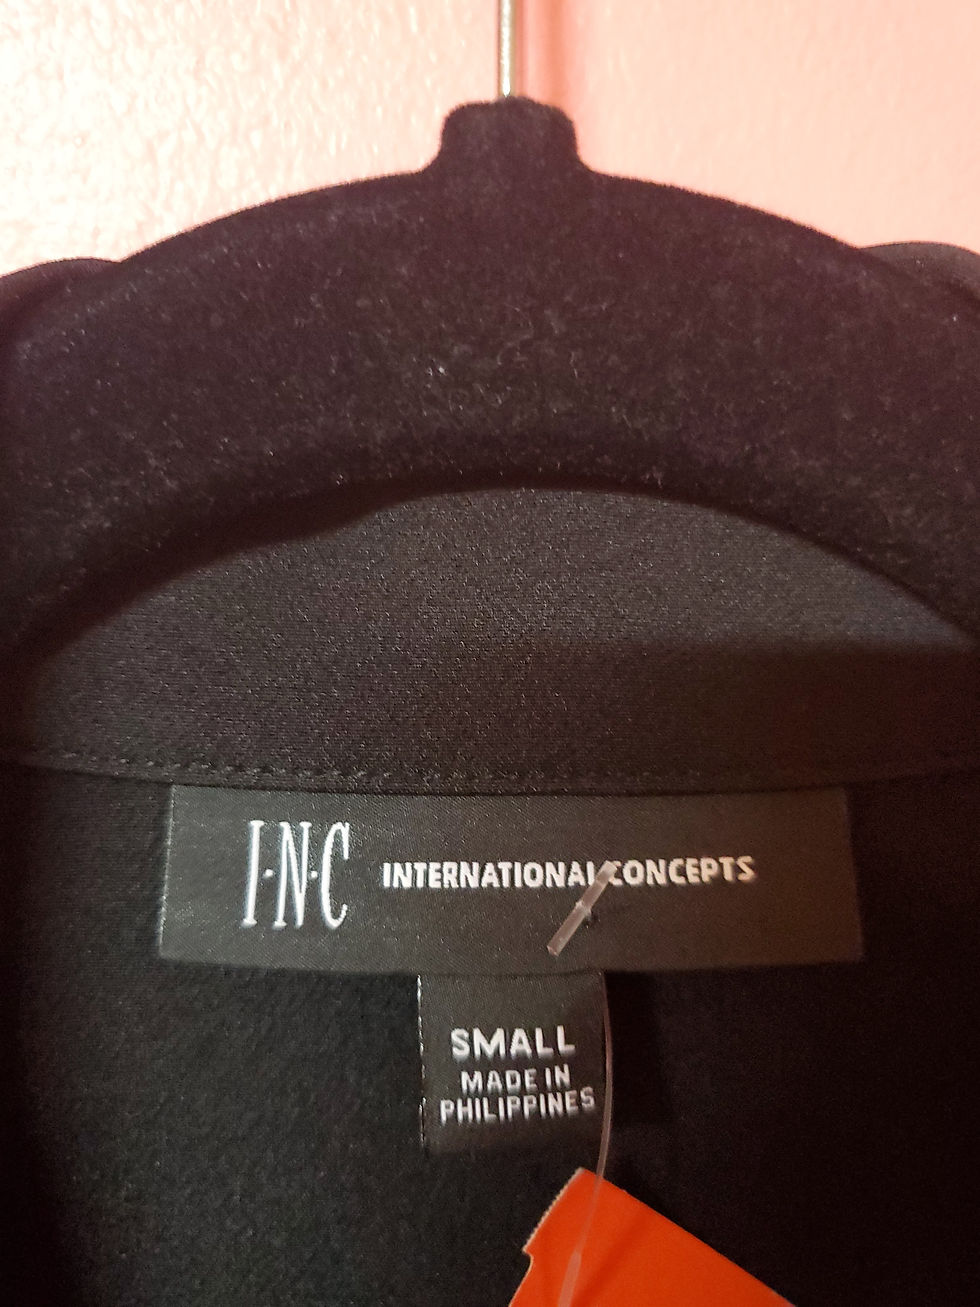 I·N·C INTERNATIONAL CONCEPTS
SMALL
MADE IN
PHILIPPINES